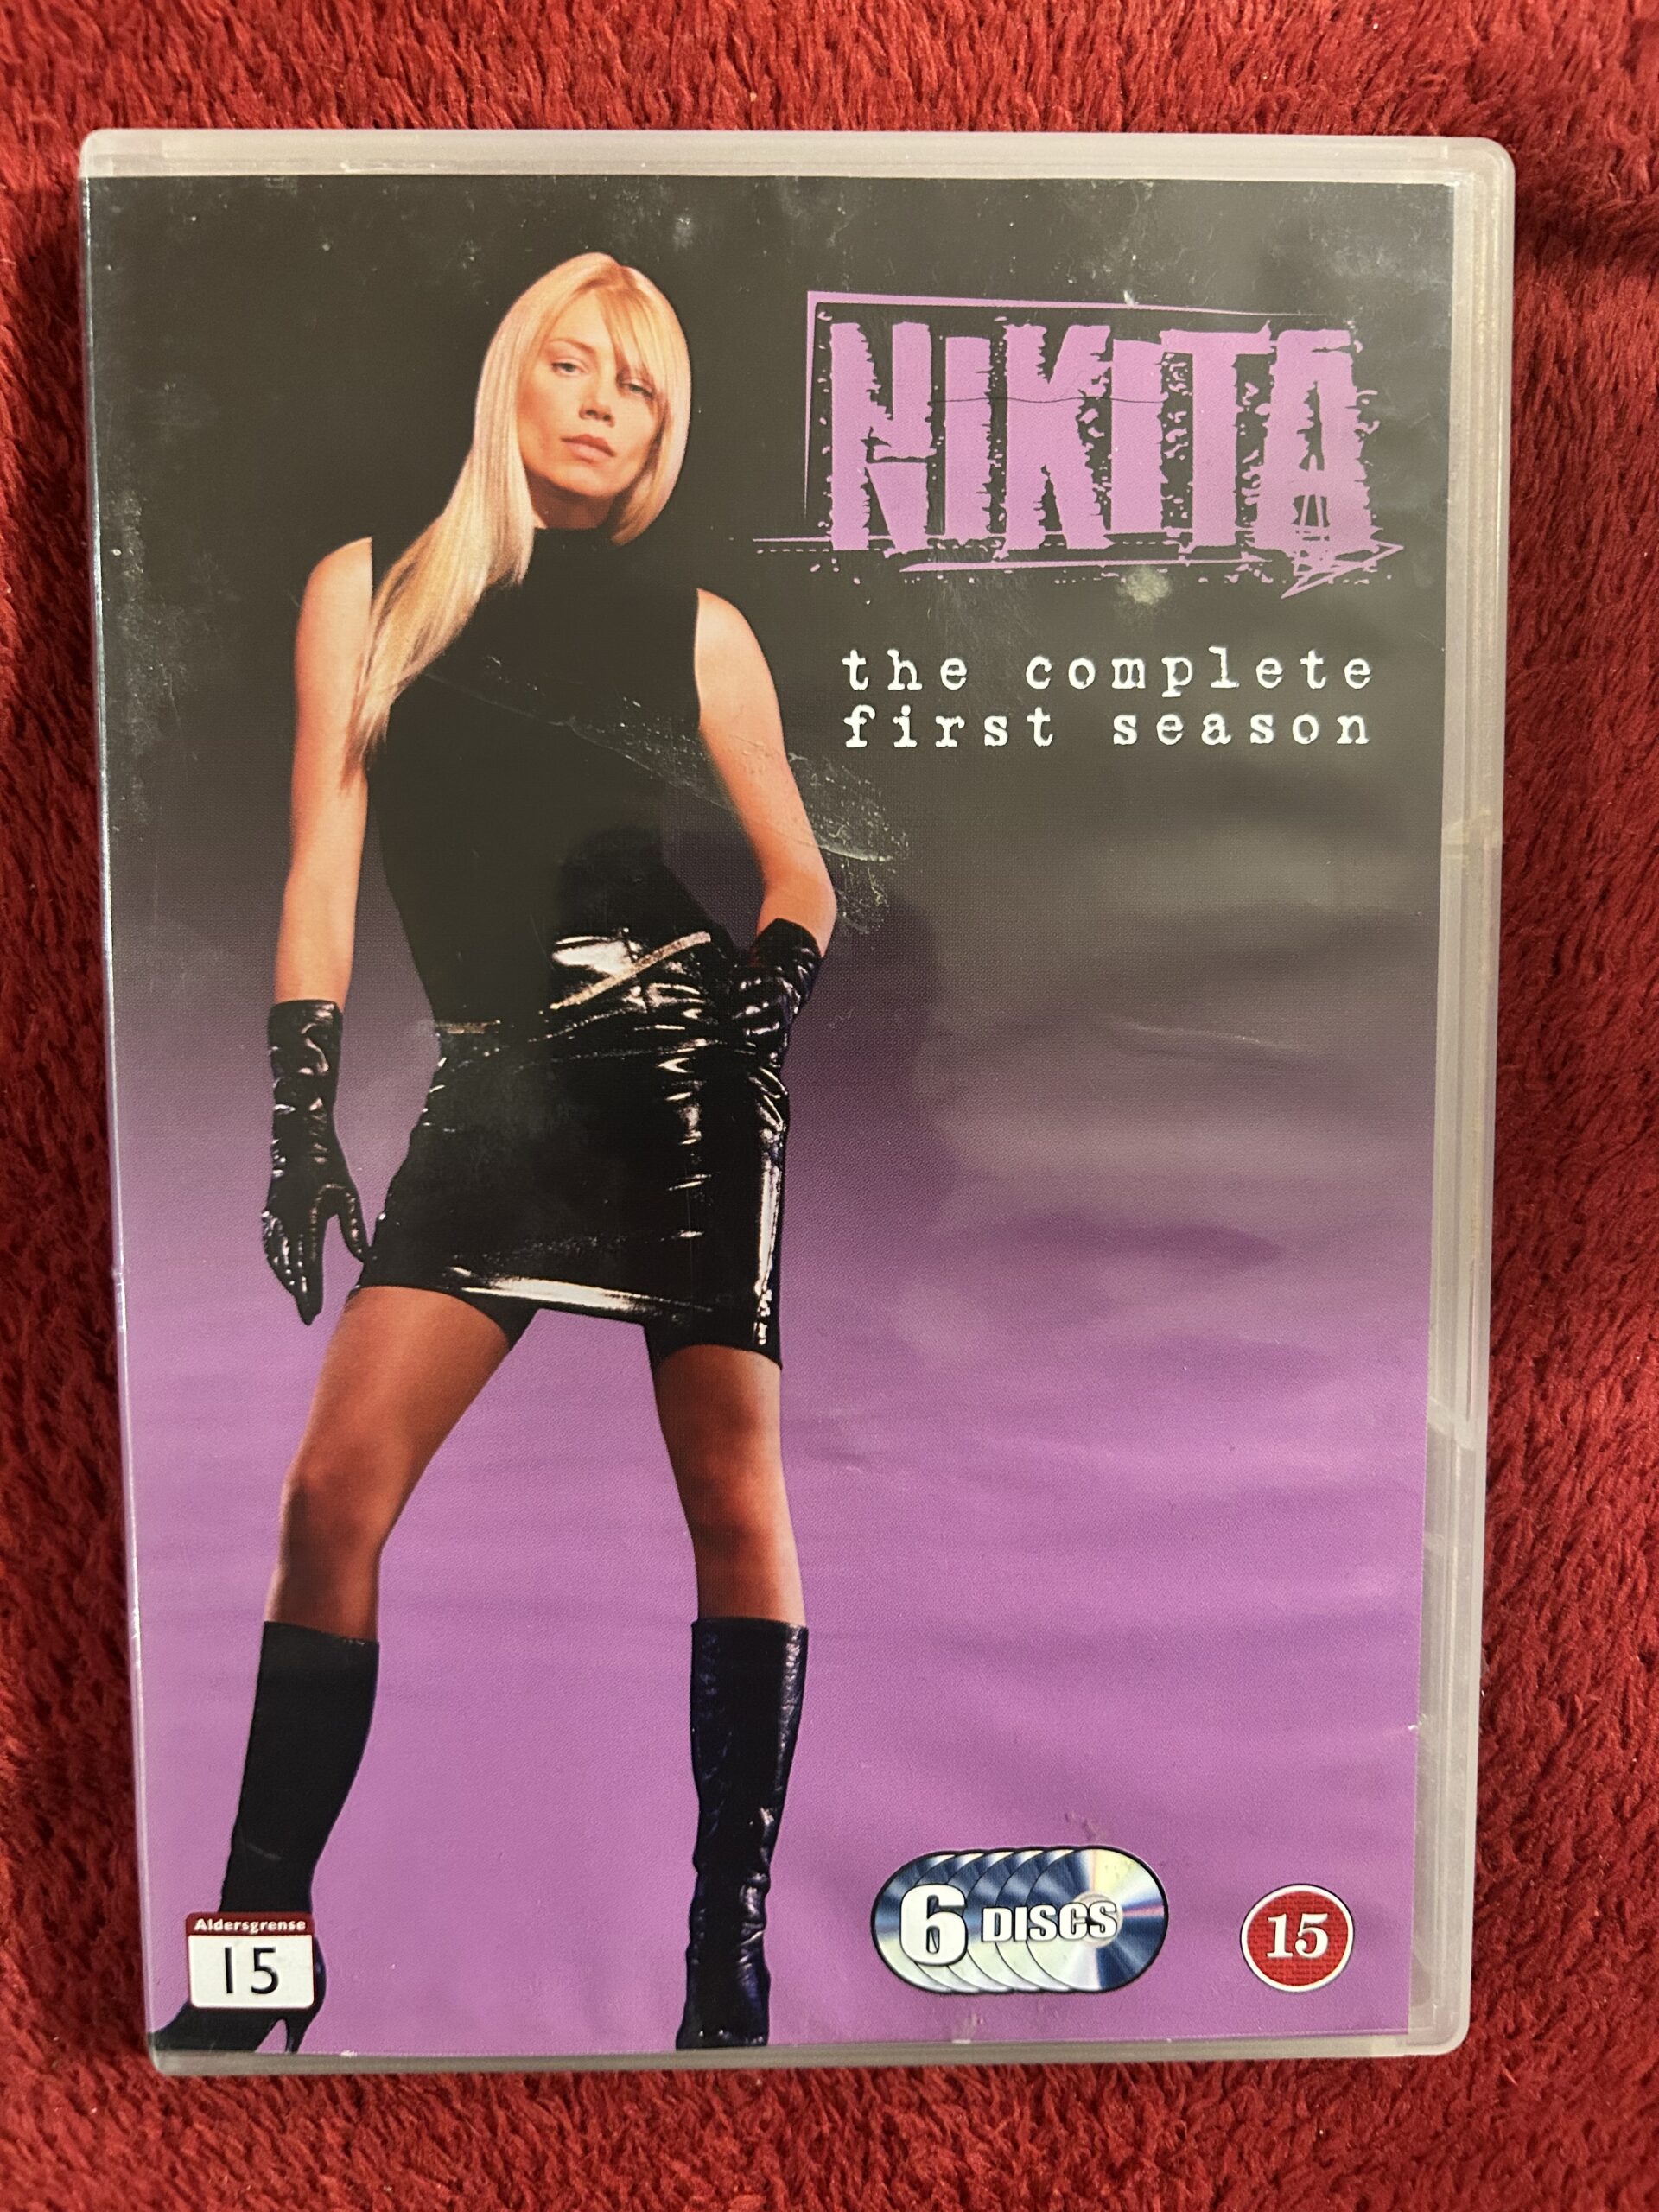 NIKITA
the complete
first season
6 DISCS
15
Aldersgrense
15